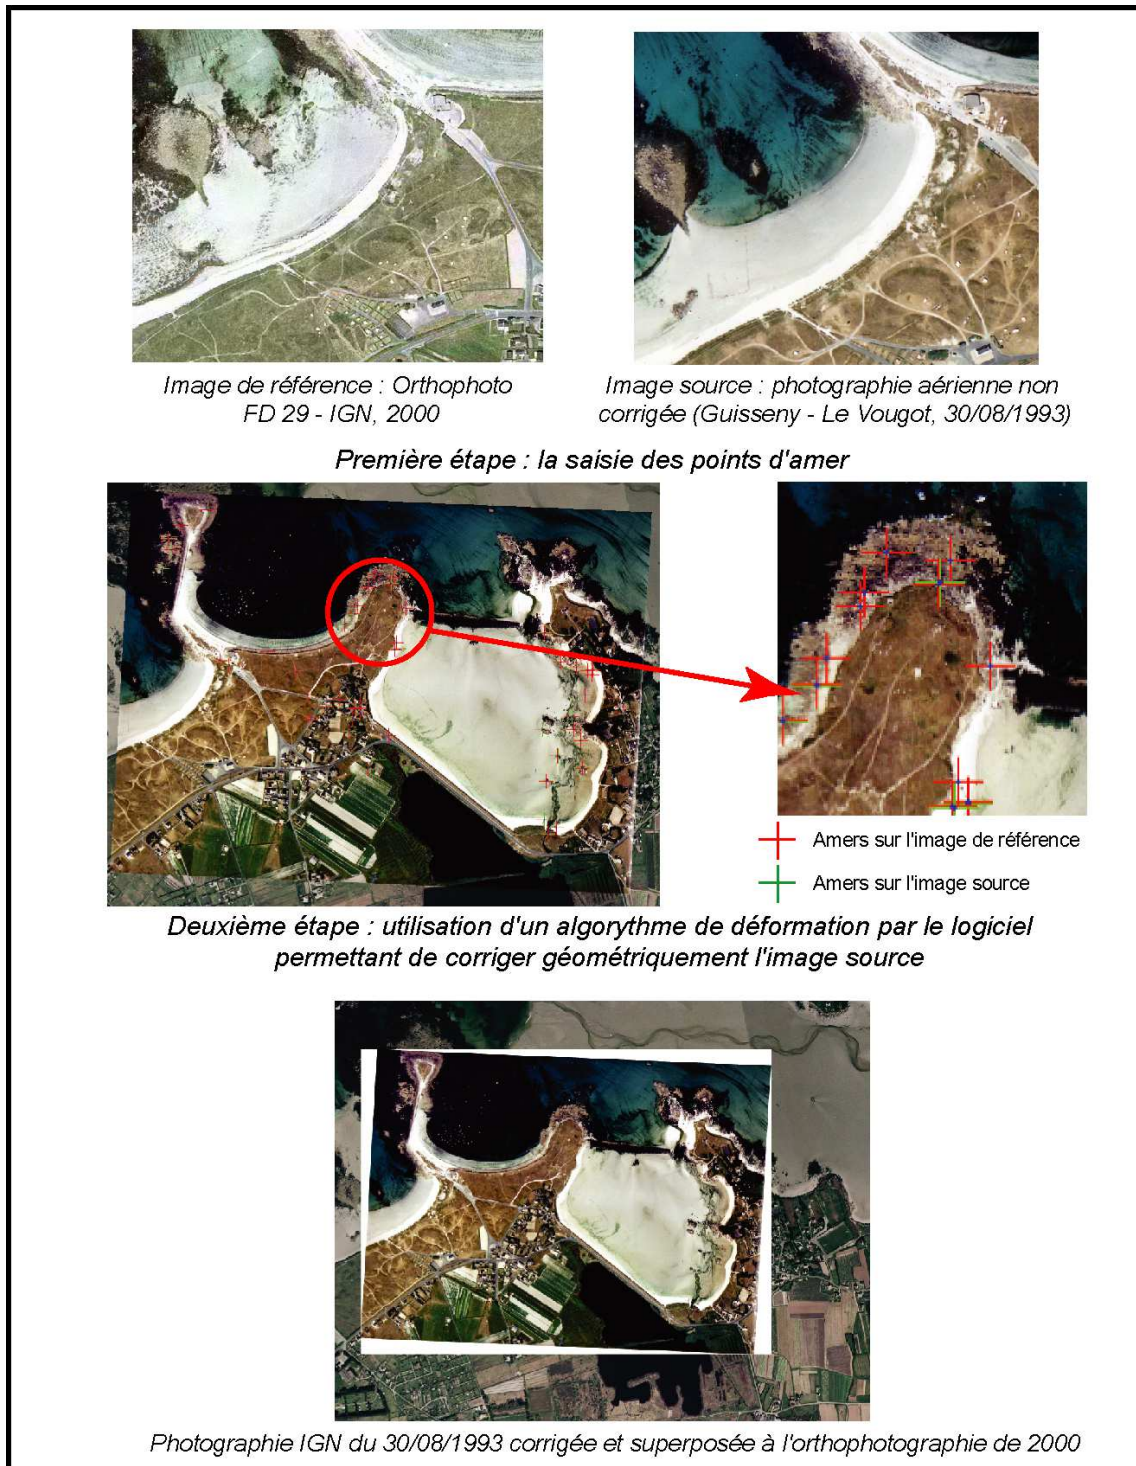 Image de référence : Orthophoto
FD 29 - IGN, 2000
Image source : photographie aérienne non
corrigée (Guisseny - Le Vougot, 30/08/1993)
Première étape : la saisie des points d'amer
Amers sur l'image de référence
Amers sur l'image source
Deuxième étape : utilisation d'un algorythme de déformation par le logiciel
permettant de corriger géométriquement l'image source
Photographie IGN du 30/08/1993 corrigée et superposée à l'orthophotographie de 2000